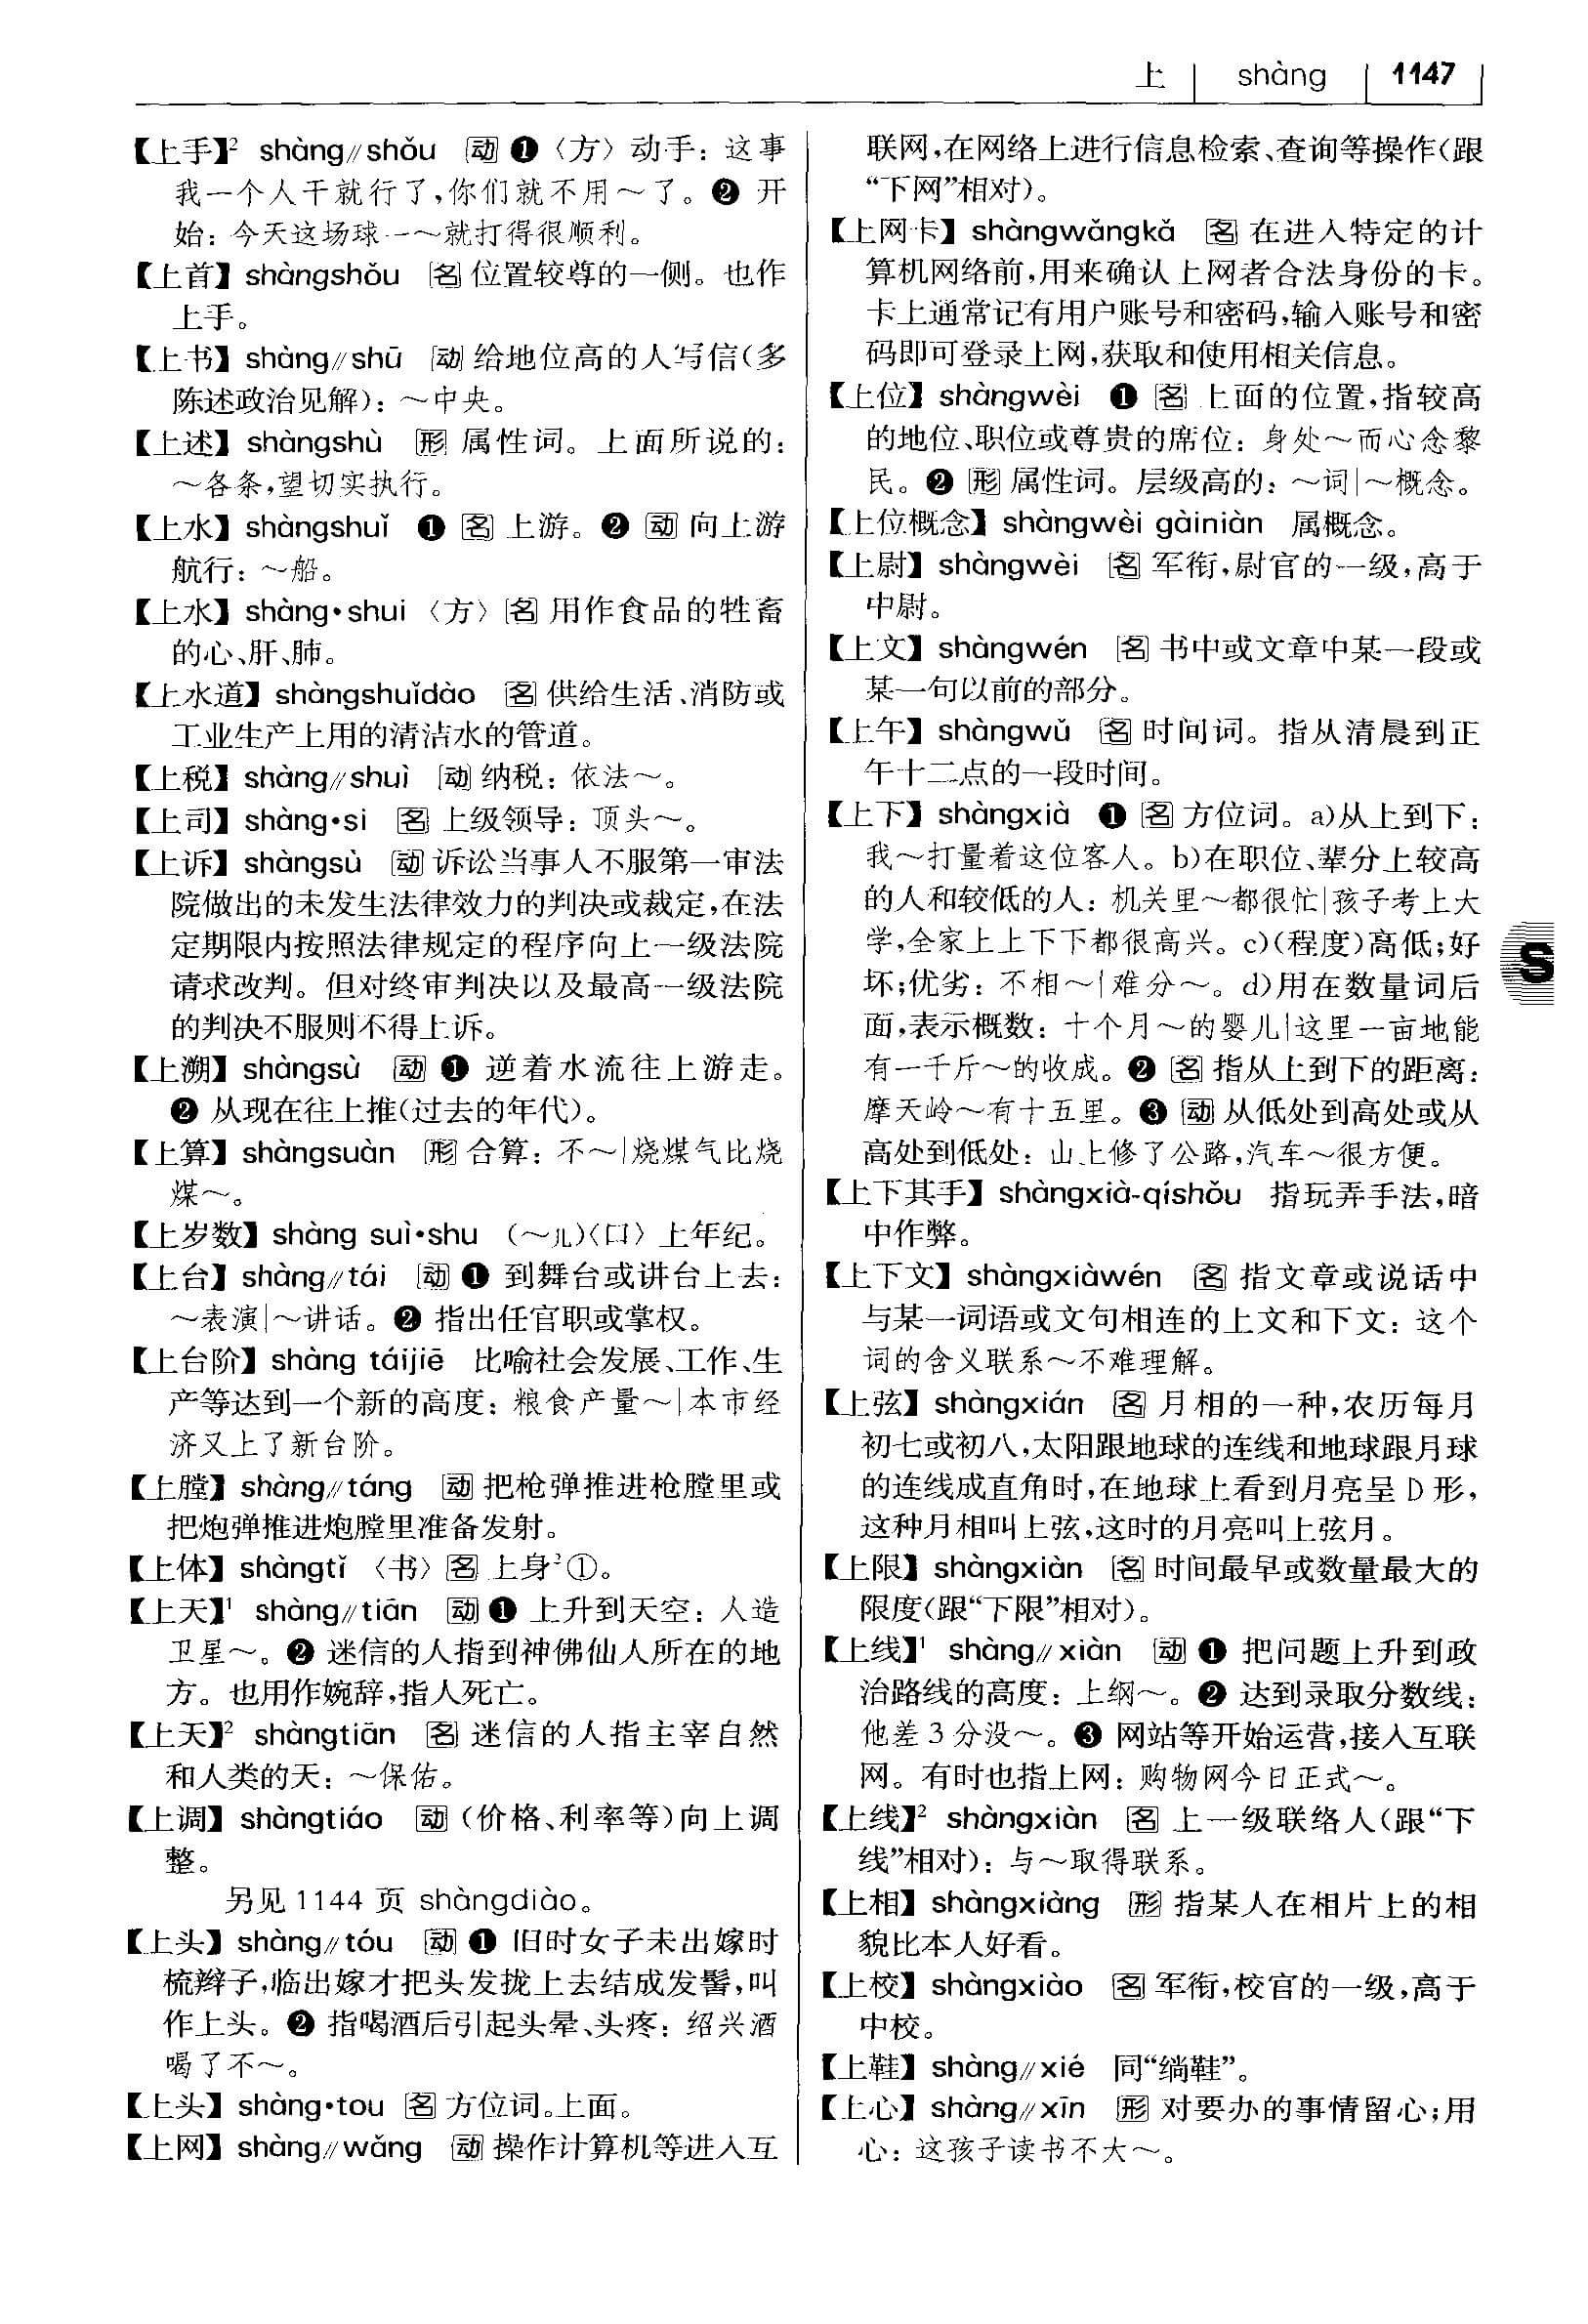 上 shàng 1147
【上手】² shàng∥shǒu 动 ❶〈方〉动手：这事
我一个人干就行了，你们就不用～了。❷ 开
始：今天这场球一～就打得很顺利。
【上首】shàngshǒu 名 位置较尊的一侧。也作
上手。
【上书】shàng∥shū 动 给地位高的人写信（多
陈述政治见解）：～中央。
【上述】shàngshù 形 属性词。上面所说的：
～各条，望切实执行。
【上水】shàngshuǐ ❶ 名 上游。❷ 动 向上游
航行：～船。
【上水】shàng•shui 〈方〉名 用作食品的牲畜
的心、肝、肺。
【上水道】shàngshuǐdào 名 供给生活、消防或
工业生产上用的清洁水的管道。
【上税】shàng∥shuì 动 纳税：依法～。
【上司】shàng•si 名 上级领导：顶头～。
【上诉】shàngsù 动 诉讼当事人不服第一审法
院做出的未发生法律效力的判决或裁定，在法
定期限内按照法律规定的程序向上一级法院
请求改判。但对终审判决以及最高一级法院
的判决不服则不得上诉。
【上溯】shàngsù 动 ❶ 逆着水流往上游走。
❷ 从现在往上推（过去的年代）。
【上算】shàngsuàn 形 合算：不～|烧煤气比烧
煤～。
【上岁数】shàng suì•shu （～儿）〈口〉上年纪。
【上台】shàng∥tái 动 ❶ 到舞台或讲台上去：
～表演|～讲话。❷ 指出任官职或掌权。
【上台阶】shàng táijiē 比喻社会发展、工作、生
产等达到一个新的高度：粮食产量～|本市经
济又上了新台阶。
【上膛】shàng∥táng 动 把枪弹推进枪膛里或
把炮弹推进炮膛里准备发射。
【上体】shàngtǐ 〈书〉名 上身²①。
【上天】¹ shàng∥tiān 动 ❶ 上升到天空：人造
卫星～。❷ 迷信的人指到神佛仙人所在的地
方。也用作婉辞，指人死亡。
【上天】² shàngtiān 名 迷信的人指主宰自然
和人类的天：～保佑。
【上调】shàngtiáo 动（价格、利率等）向上调
整。
另见 1144 页 shàngdiào。
【上头】shàng∥tóu 动 ❶ 旧时女子未出嫁时
梳辫子，临出嫁才把头发拢上去结成发髻，叫
作上头。❷ 指喝酒后引起头晕、头疼：绍兴酒
喝了不～。
【上头】shàng•tou 名 方位词。上面。
【上网】shàng∥wǎng 动 操作计算机等进入互
联网，在网络上进行信息检索、查询等操作（跟
“下网”相对）。
【上网卡】shàngwǎngkǎ 名 在进入特定的计
算机网络前，用来确认上网者合法身份的卡。
卡上通常记有用户账号和密码，输入账号和密
码即可登录上网，获取和使用相关信息。
【上位】shàngwèi ❶ 名 上面的位置，指较高
的地位、职位或尊贵的席位：身处～而心念黎
民。❷ 形 属性词。层级高的：～词|～概念。
【上位概念】shàngwèi gàiniàn 属概念。
【上尉】shàngwèi 名 军衔，尉官的一级，高于
中尉。
【上文】shàngwén 名 书中或文章中某一段或
某一句以前的部分。
【上午】shàngwǔ 名 时间词。指从清晨到正
午十二点的一段时间。
【上下】shàngxià ❶ 名 方位词。a）从上到下：
我～打量着这位客人。b）在职位、辈分上较高
的人和较低的人：机关里～都很忙|孩子考上大
学，全家上上下下都很高兴。c）（程度）高低；好
坏；优劣：不相～|难分～。d）用在数量词后
面，表示概数：十个月～的婴儿|这里一亩地能
有一千斤～的收成。❷ 名 指从上到下的距离：
摩天岭～有十五里。❸ 动 从低处到高处或从
高处到低处：山上修了公路，汽车～很方便。
【上下其手】shàngxià-qíshǒu 指玩弄手法，暗
中作弊。
【上下文】shàngxiàwén 名 指文章或说话中
与某一词语或文句相连的上文和下文：这个
词的含义联系～不难理解。
【上弦】shàngxián 名 月相的一种，农历每月
初七或初八，太阳跟地球的连线和地球跟月球
的连线成直角时，在地球上看到月亮呈 D 形，
这种月相叫上弦，这时的月亮叫上弦月。
【上限】shàngxiàn 名 时间最早或数量最大的
限度（跟“下限”相对）。
【上线】¹ shàng∥xiàn 动 ❶ 把问题上升到政
治路线的高度：上纲～。❷ 达到录取分数线：
他差 3 分没～。❸ 网站等开始运营，接入互联
网。有时也指上网：购物网今日正式～。
【上线】² shàngxiàn 名 上一级联络人（跟“下
线”相对）：与～取得联系。
【上相】shàngxiàng 形 指某人在相片上的相
貌比本人好看。
【上校】shàngxiào 名 军衔，校官的一级，高于
中校。
【上鞋】shàng∥xié 同“绱鞋”。
【上心】shàng∥xīn 形 对要办的事情留心；用
心：这孩子读书不大～。
S